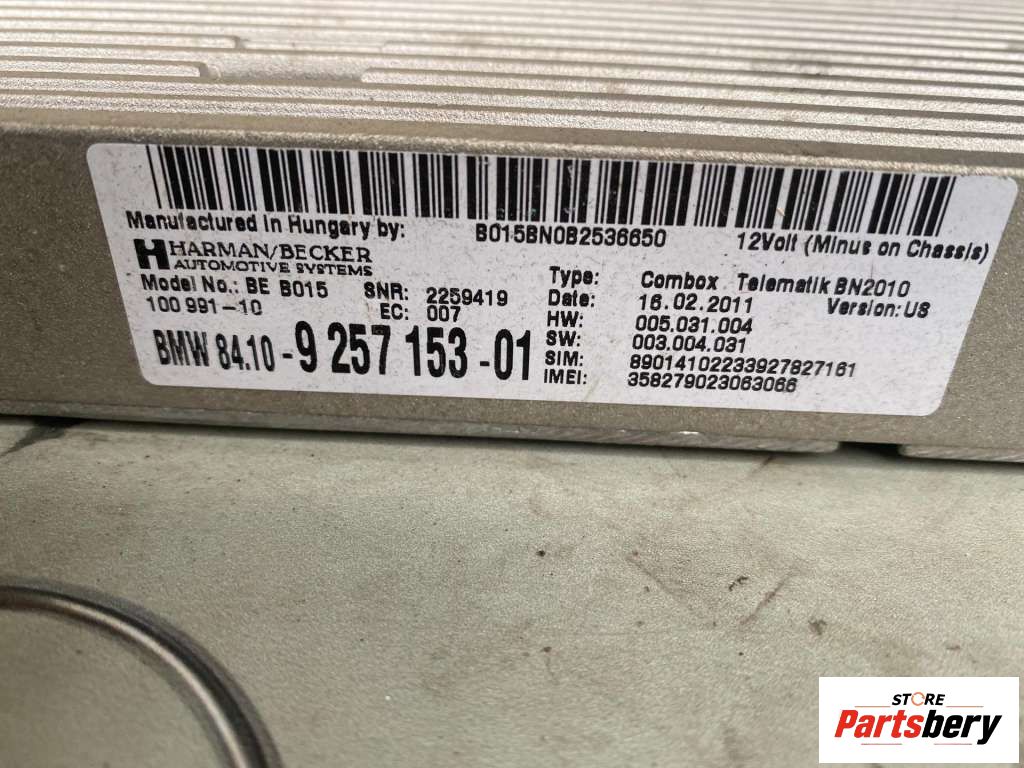 Manufactured in Hungary by: B015BN0B2536650 12Volt (Minus on Chassis)
HARMAN/BECKER
AUTOMOTIVE SYSTEMS
Model No.: BE B015 SNR: 2259419
100 991-10 EC: 007
BMW 84.10-9 257 153-01
Type: Combox Telematik BN2010
Date: 16.02.2011 Version: US
HW: 005.031.004
SW: 003.004.031
SIM: 89014102233927827161
IMEI: 358279023063066
STORE
Partsbery